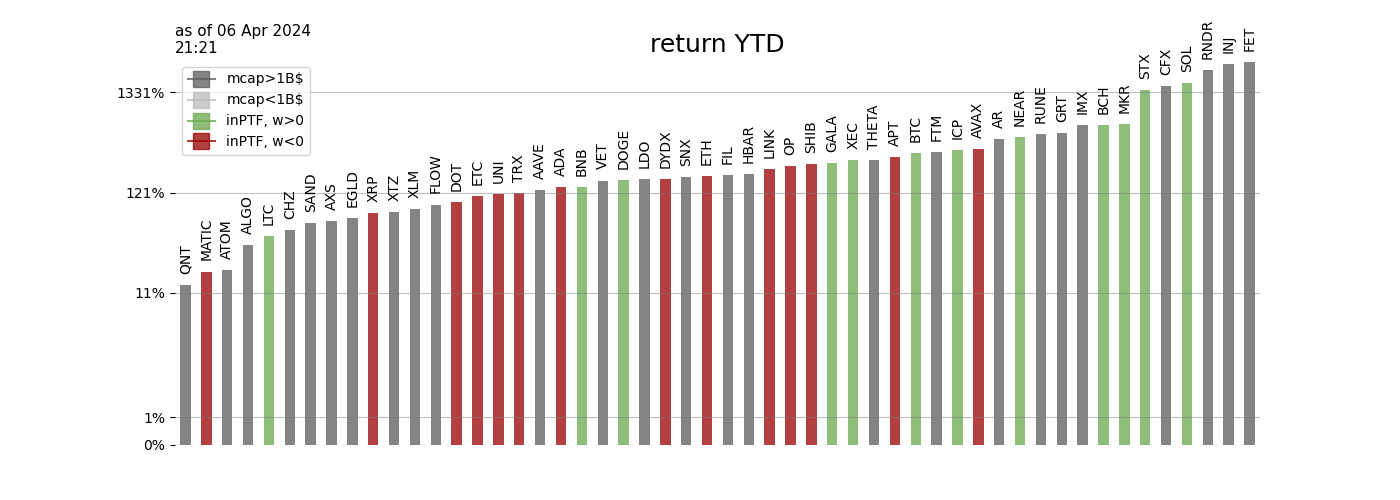 as of 06 Apr 2024
21:21
return YTD
mcap>1B$
mcap<1B$
inPTF, w>0
inPTF, w<0
1331%
121%
11%
1%
0%
QNT
MATIC
ATOM
ALGO
LTC
CHZ
SAND
AXS
EGLD
XRP
XTZ
XLM
FLOW
DOT
ETC
UNI
TRX
AAVE
ADA
BNB
VET
DOGE
LDO
DYDX
SNX
ETH
FIL
HBAR
LINK
OP
SHIB
GALA
XEC
THETA
APT
BTC
FTM
ICP
AVAX
AR
NEAR
RUNE
GRT
IMX
BCH
MKR
STX
CFX
SOL
RNDR
INJ
FET